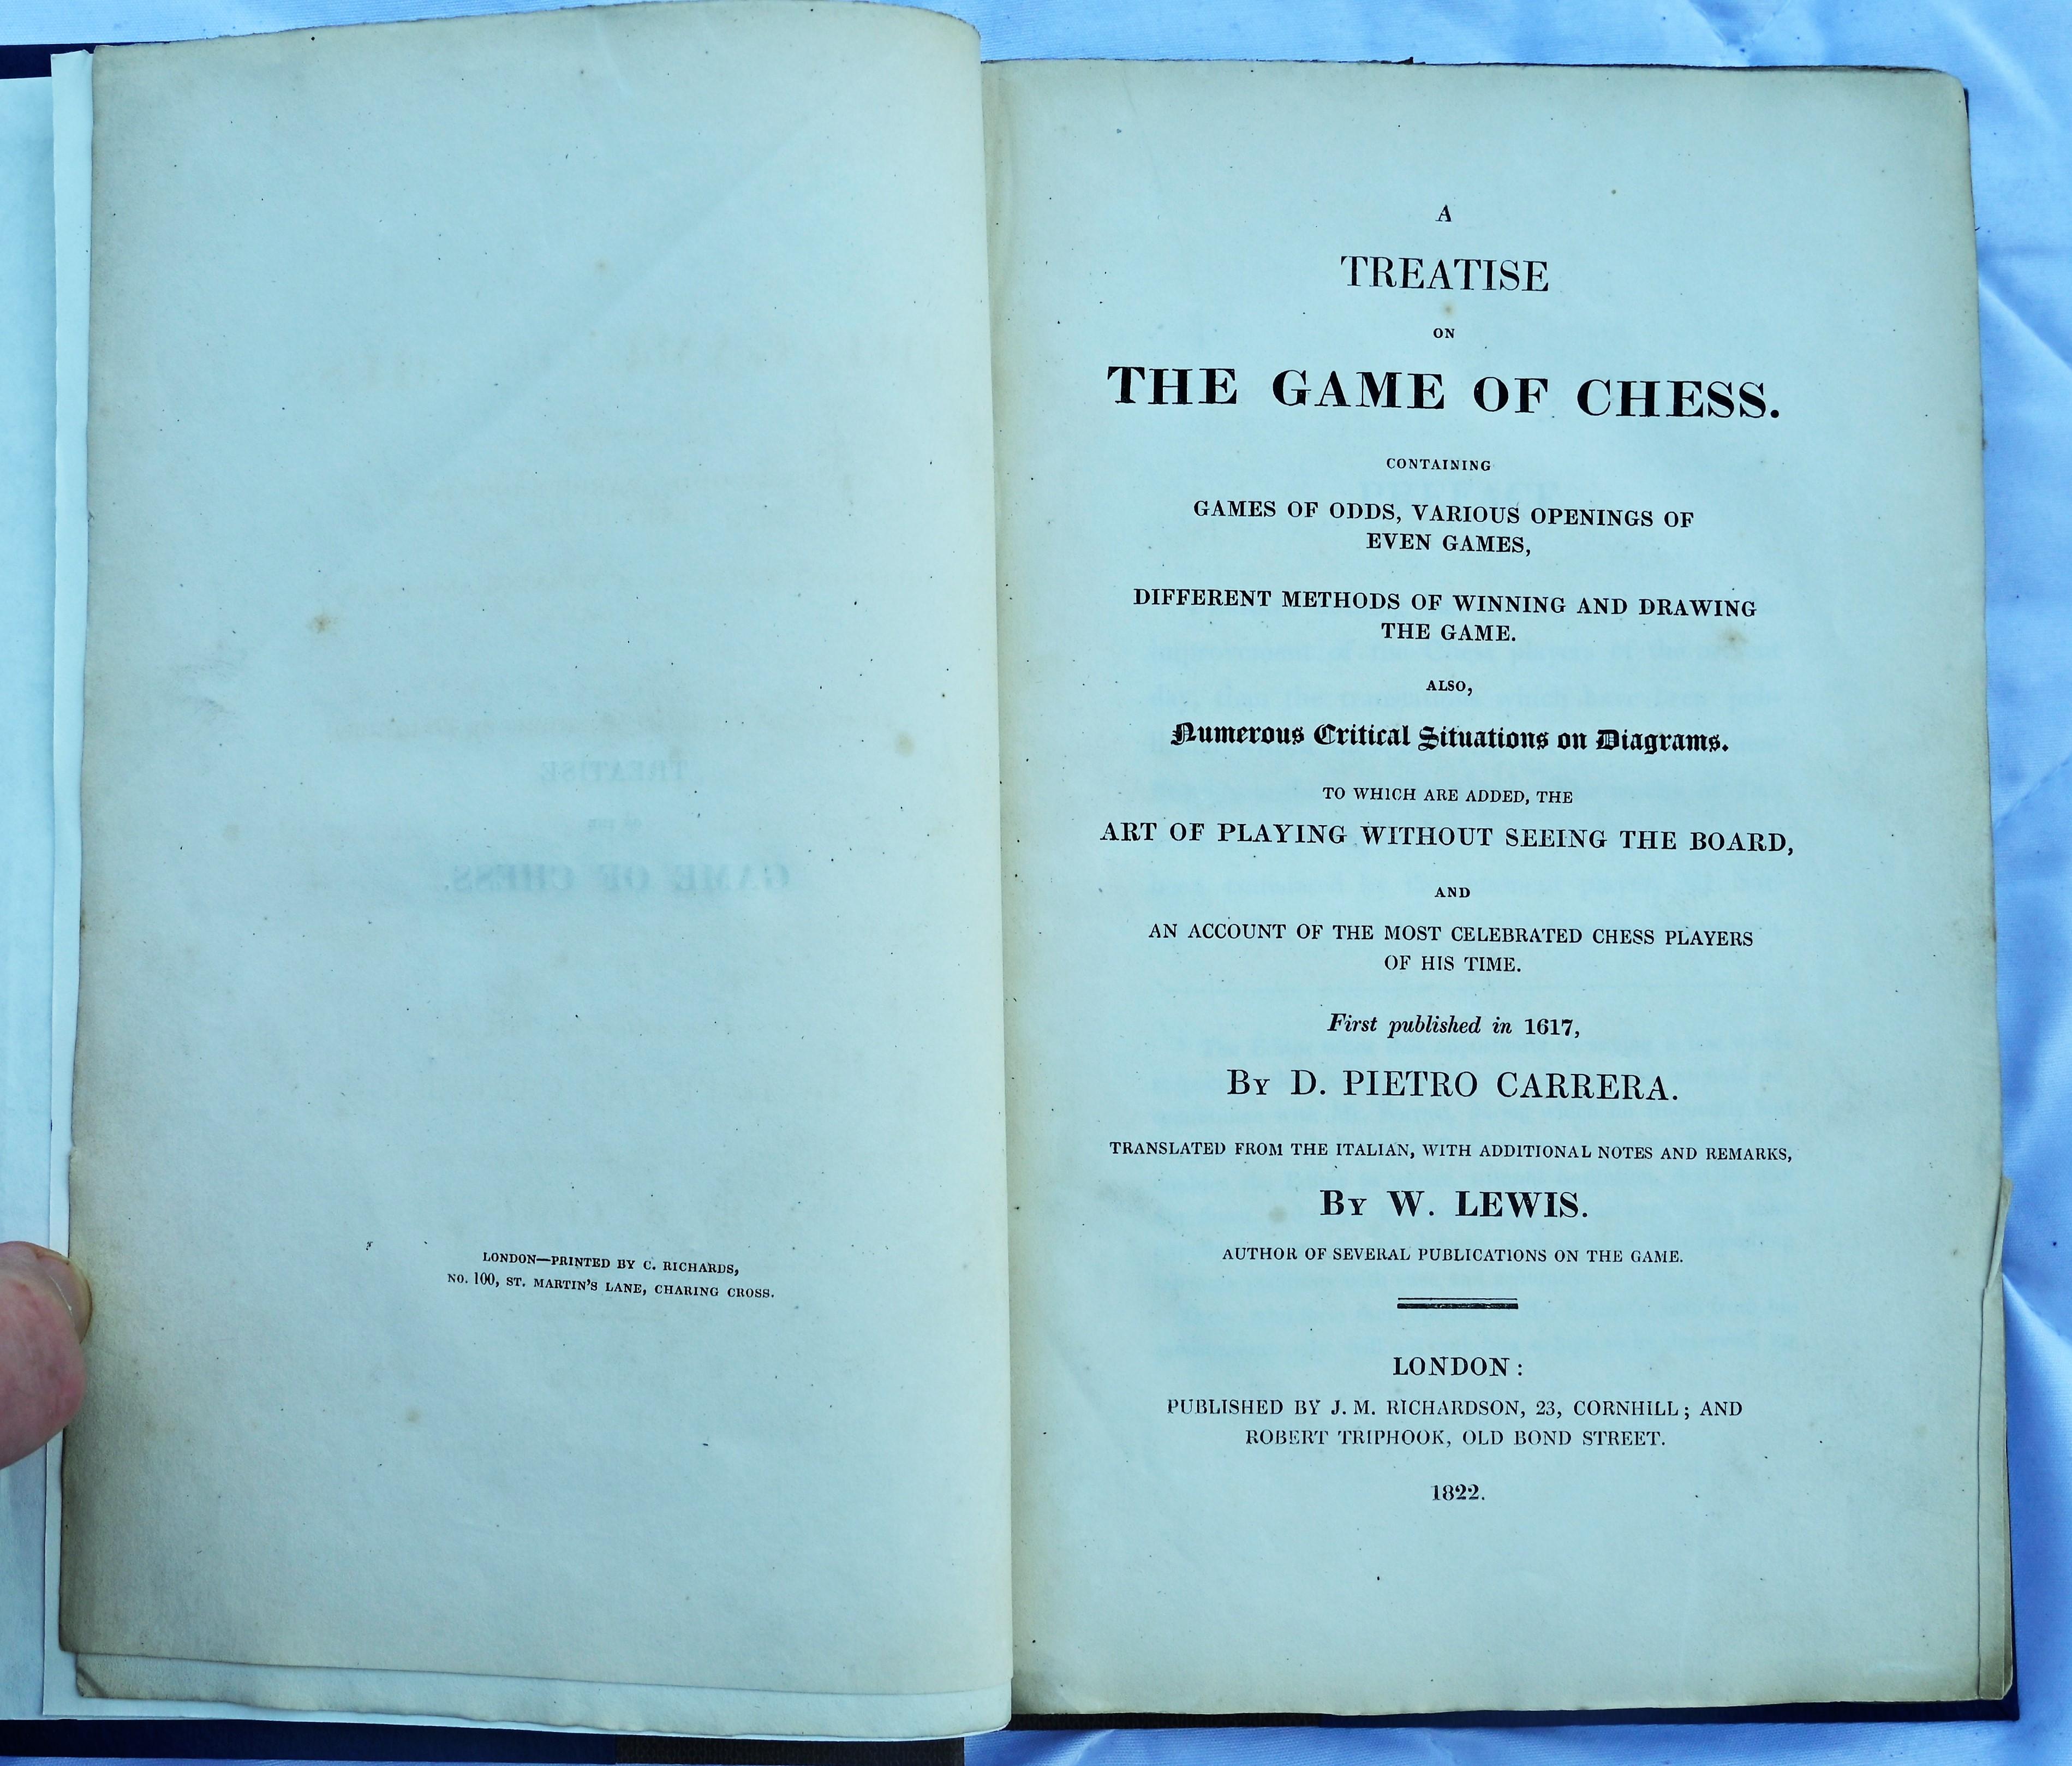 LONDON—PRINTED BY C. RICHARDS,
NO. 100, ST. MARTIN'S LANE, CHARING CROSS.
A
TREATISE
ON
THE GAME OF CHESS.
CONTAINING
GAMES OF ODDS, VARIOUS OPENINGS OF
EVEN GAMES,
DIFFERENT METHODS OF WINNING AND DRAWING
THE GAME.
ALSO,
Numerous Critical Situations on Diagrams.
TO WHICH ARE ADDED, THE
ART OF PLAYING WITHOUT SEEING THE BOARD,
AND
AN ACCOUNT OF THE MOST CELEBRATED CHESS PLAYERS
OF HIS TIME.
First published in 1617,
BY D. PIETRO CARRERA.
TRANSLATED FROM THE ITALIAN, WITH ADDITIONAL NOTES AND REMARKS,
BY W. LEWIS.
AUTHOR OF SEVERAL PUBLICATIONS ON THE GAME.
LONDON:
PUBLISHED BY J. M. RICHARDSON, 23, CORNHILL; AND
ROBERT TRIPHOOK, OLD BOND STREET.
1822.